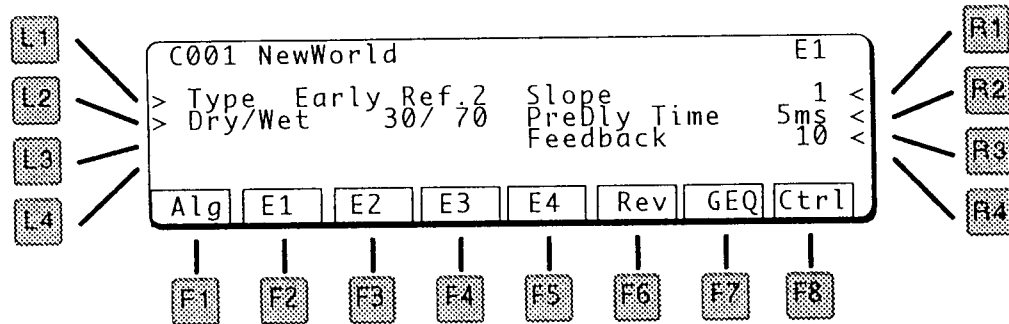 L1
L2
L3
L4
C001 NewWorld E1
> Type Early Ref.2 Slope 1 <
> Dry/Wet 30/ 70 PreDly Time 5ms <
Feedback 10 <
Alg E1 E2 E3 E4 Rev GEQ Ctrl
F1 F2 F3 F4 F5 F6 F7 F8
R1
R2
R3
R4